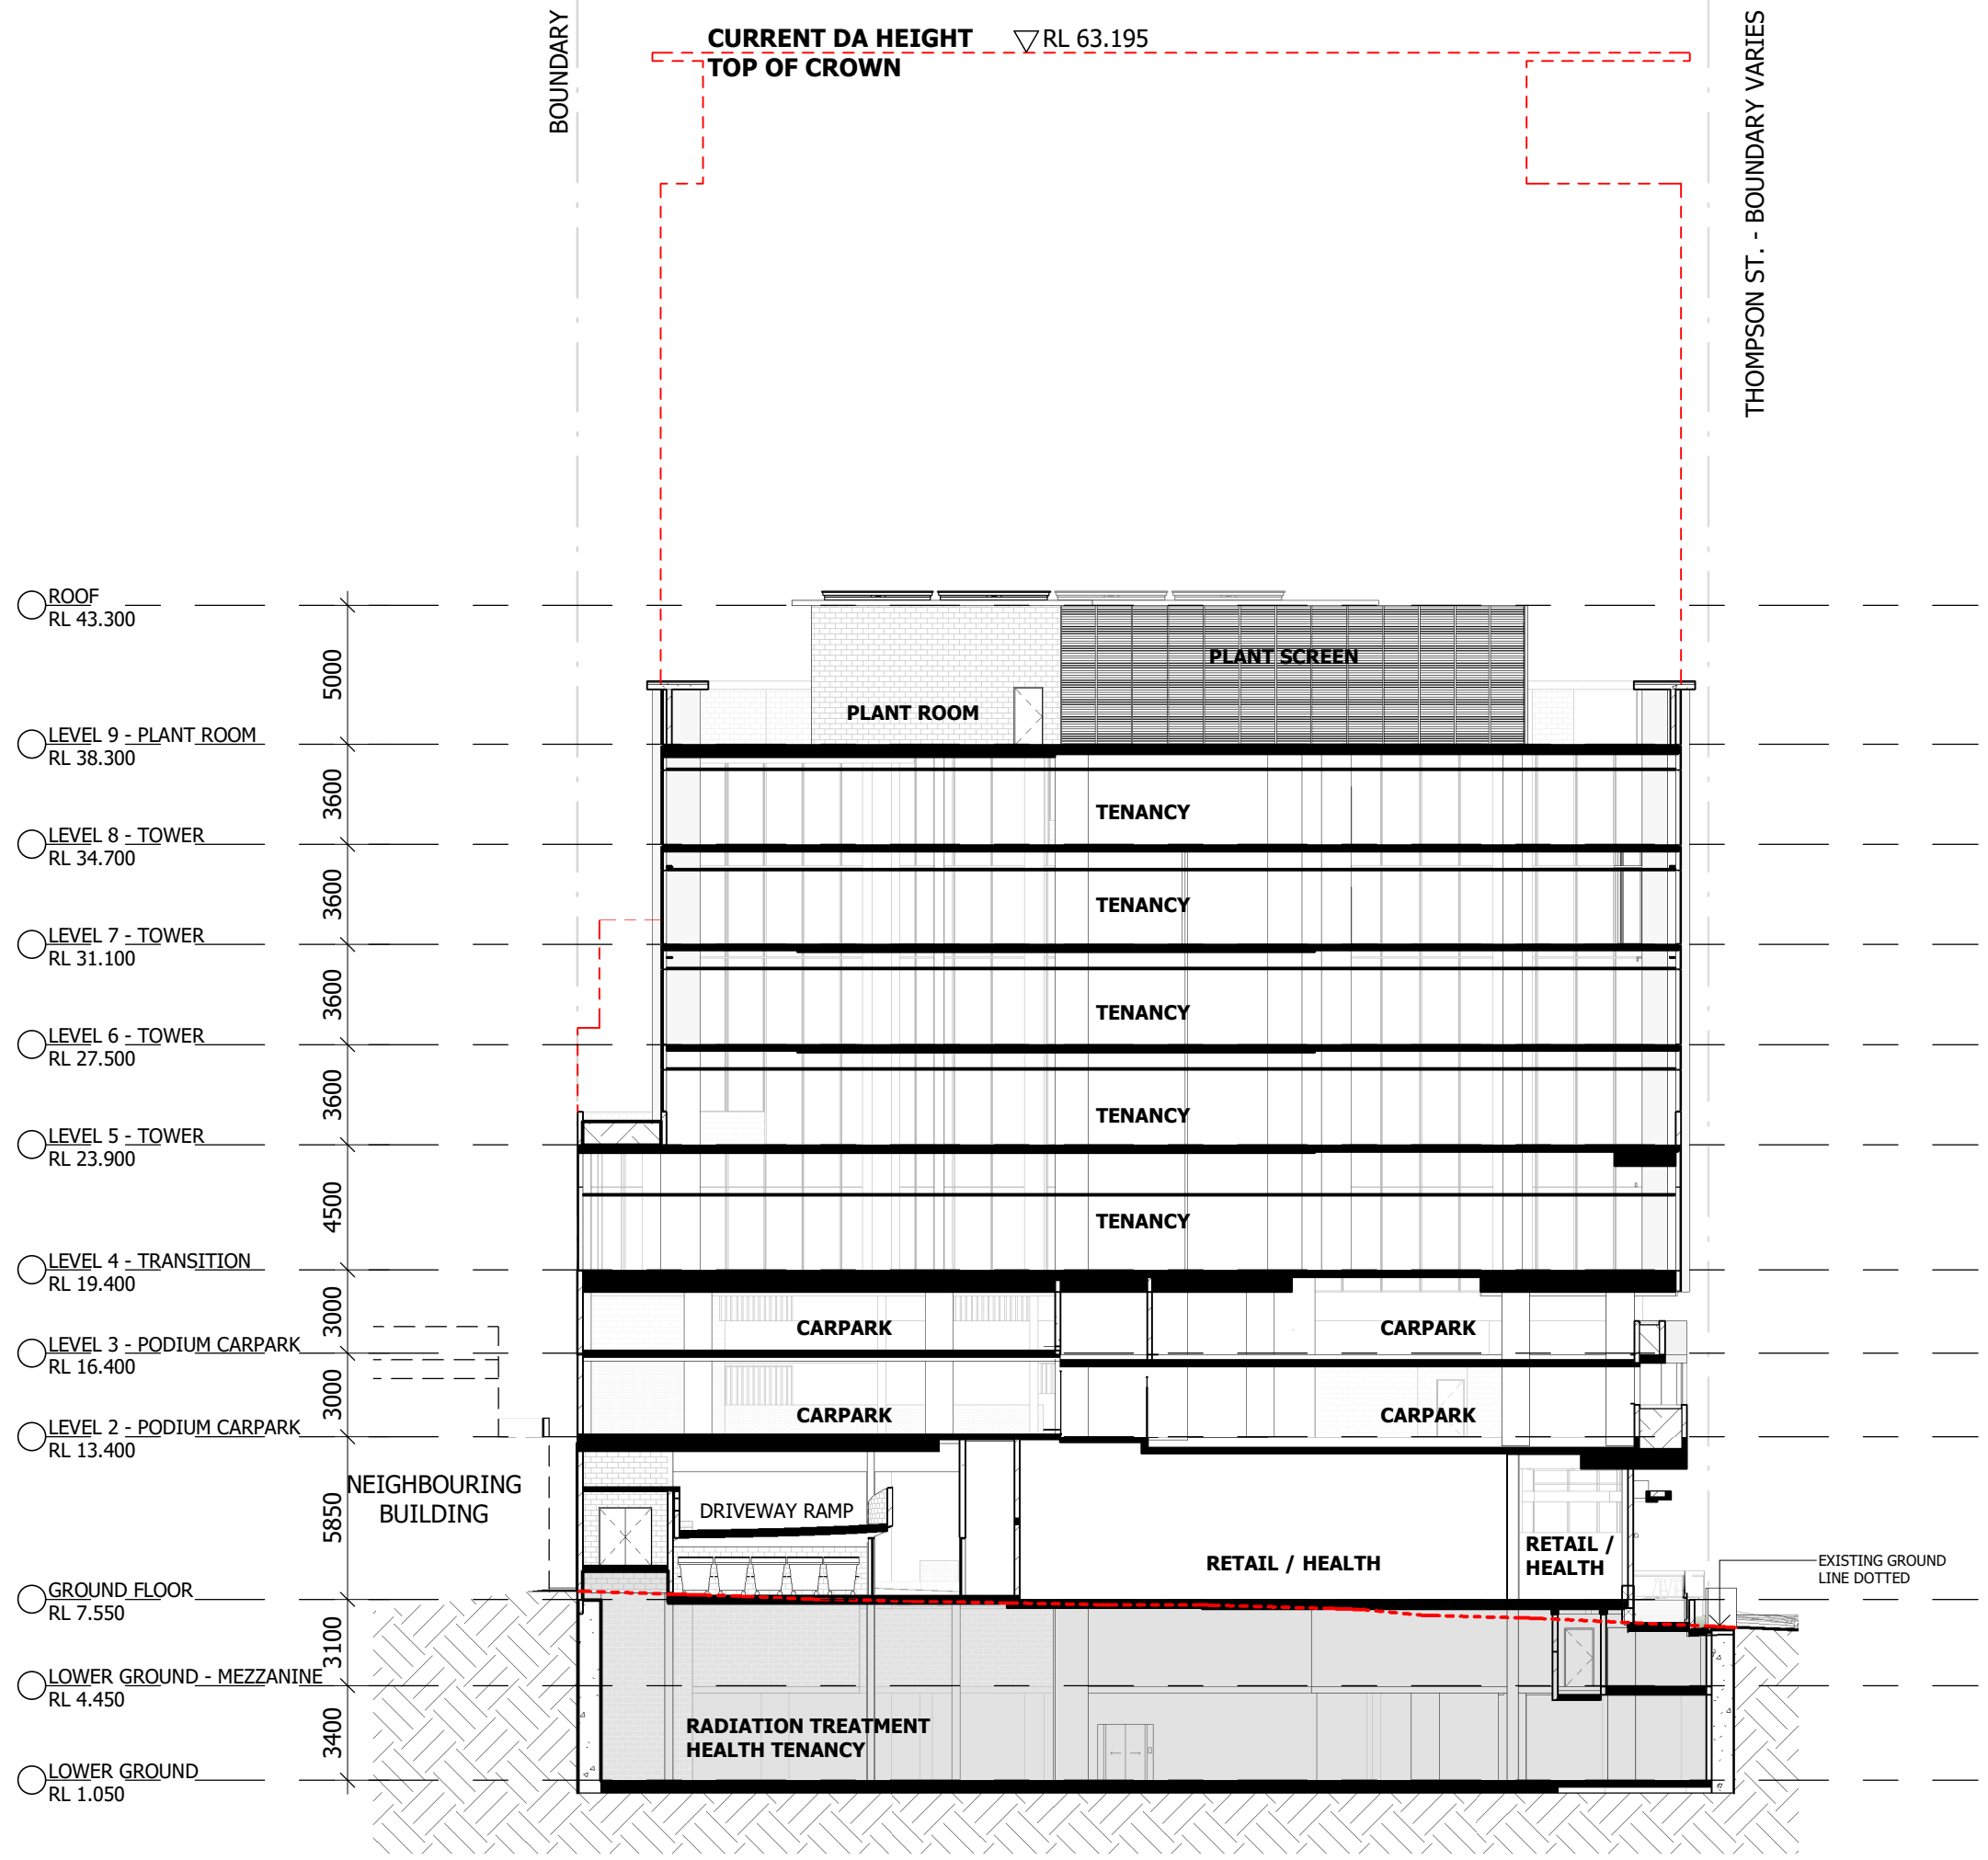 BOUNDARY
CURRENT DA HEIGHT
TOP OF CROWN
RL 63.195
THOMPSON ST. - BOUNDARY VARIES
ROOF
RL 43.300
5000
PLANT SCREEN
PLANT ROOM
LEVEL 9 - PLANT ROOM
RL 38.300
3600
TENANCY
LEVEL 8 - TOWER
RL 34.700
3600
TENANCY
LEVEL 7 - TOWER
RL 31.100
3600
TENANCY
LEVEL 6 - TOWER
RL 27.500
3600
TENANCY
LEVEL 5 - TOWER
RL 23.900
4500
TENANCY
LEVEL 4 - TRANSITION
RL 19.400
3000
CARPARK
CARPARK
LEVEL 3 - PODIUM CARPARK
RL 16.400
3000
CARPARK
CARPARK
LEVEL 2 - PODIUM CARPARK
RL 13.400
NEIGHBOURING
BUILDING
5850
DRIVEWAY RAMP
RETAIL / HEALTH
RETAIL /
HEALTH
EXISTING GROUND
LINE DOTTED
GROUND FLOOR
RL 7.550
3100
LOWER GROUND - MEZZANINE
RL 4.450
3400
RADIATION TREATMENT
HEALTH TENANCY
LOWER GROUND
RL 1.050